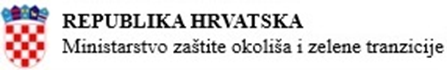 REPUBLIKA HRVATSKA
Ministarstvo zaštite okoliša i zelene tranzicije